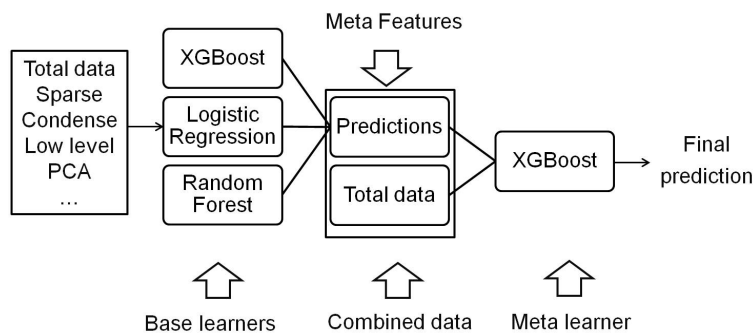 Meta Features
Total data
Sparse
Condense
Low level
PCA
...
XGBoost
Logistic
Regression
Random
Forest
Predictions
Total data
XGBoost
Final
prediction
Base learners
Combined data
Meta learner